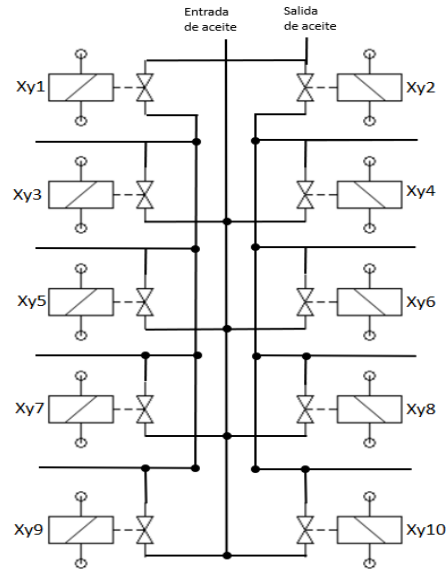 Entrada
de aceite
Salida
de aceite
Xy1
Xy2
Xy3
Xy4
Xy5
Xy6
Xy7
Xy8
Xy9
Xy10